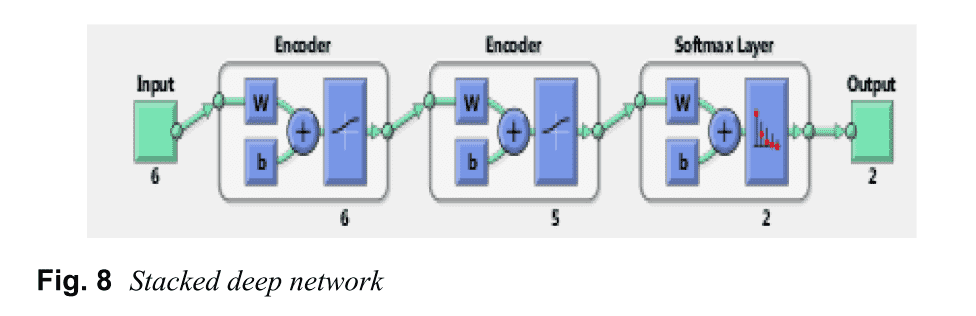 Encoder Encoder Softmax Layer
Input Output
W W W
+ + +
b b b
6 2
6 5 2
Fig. 8 Stacked deep network